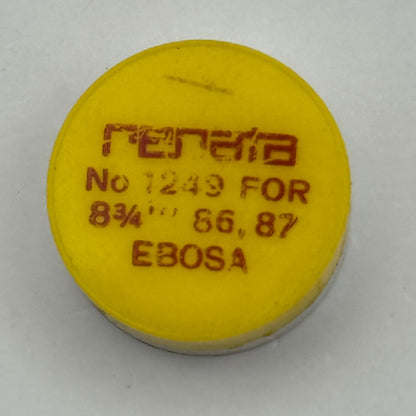 renata
No 1249 FOR
8¾''' 86, 87
EBOSA